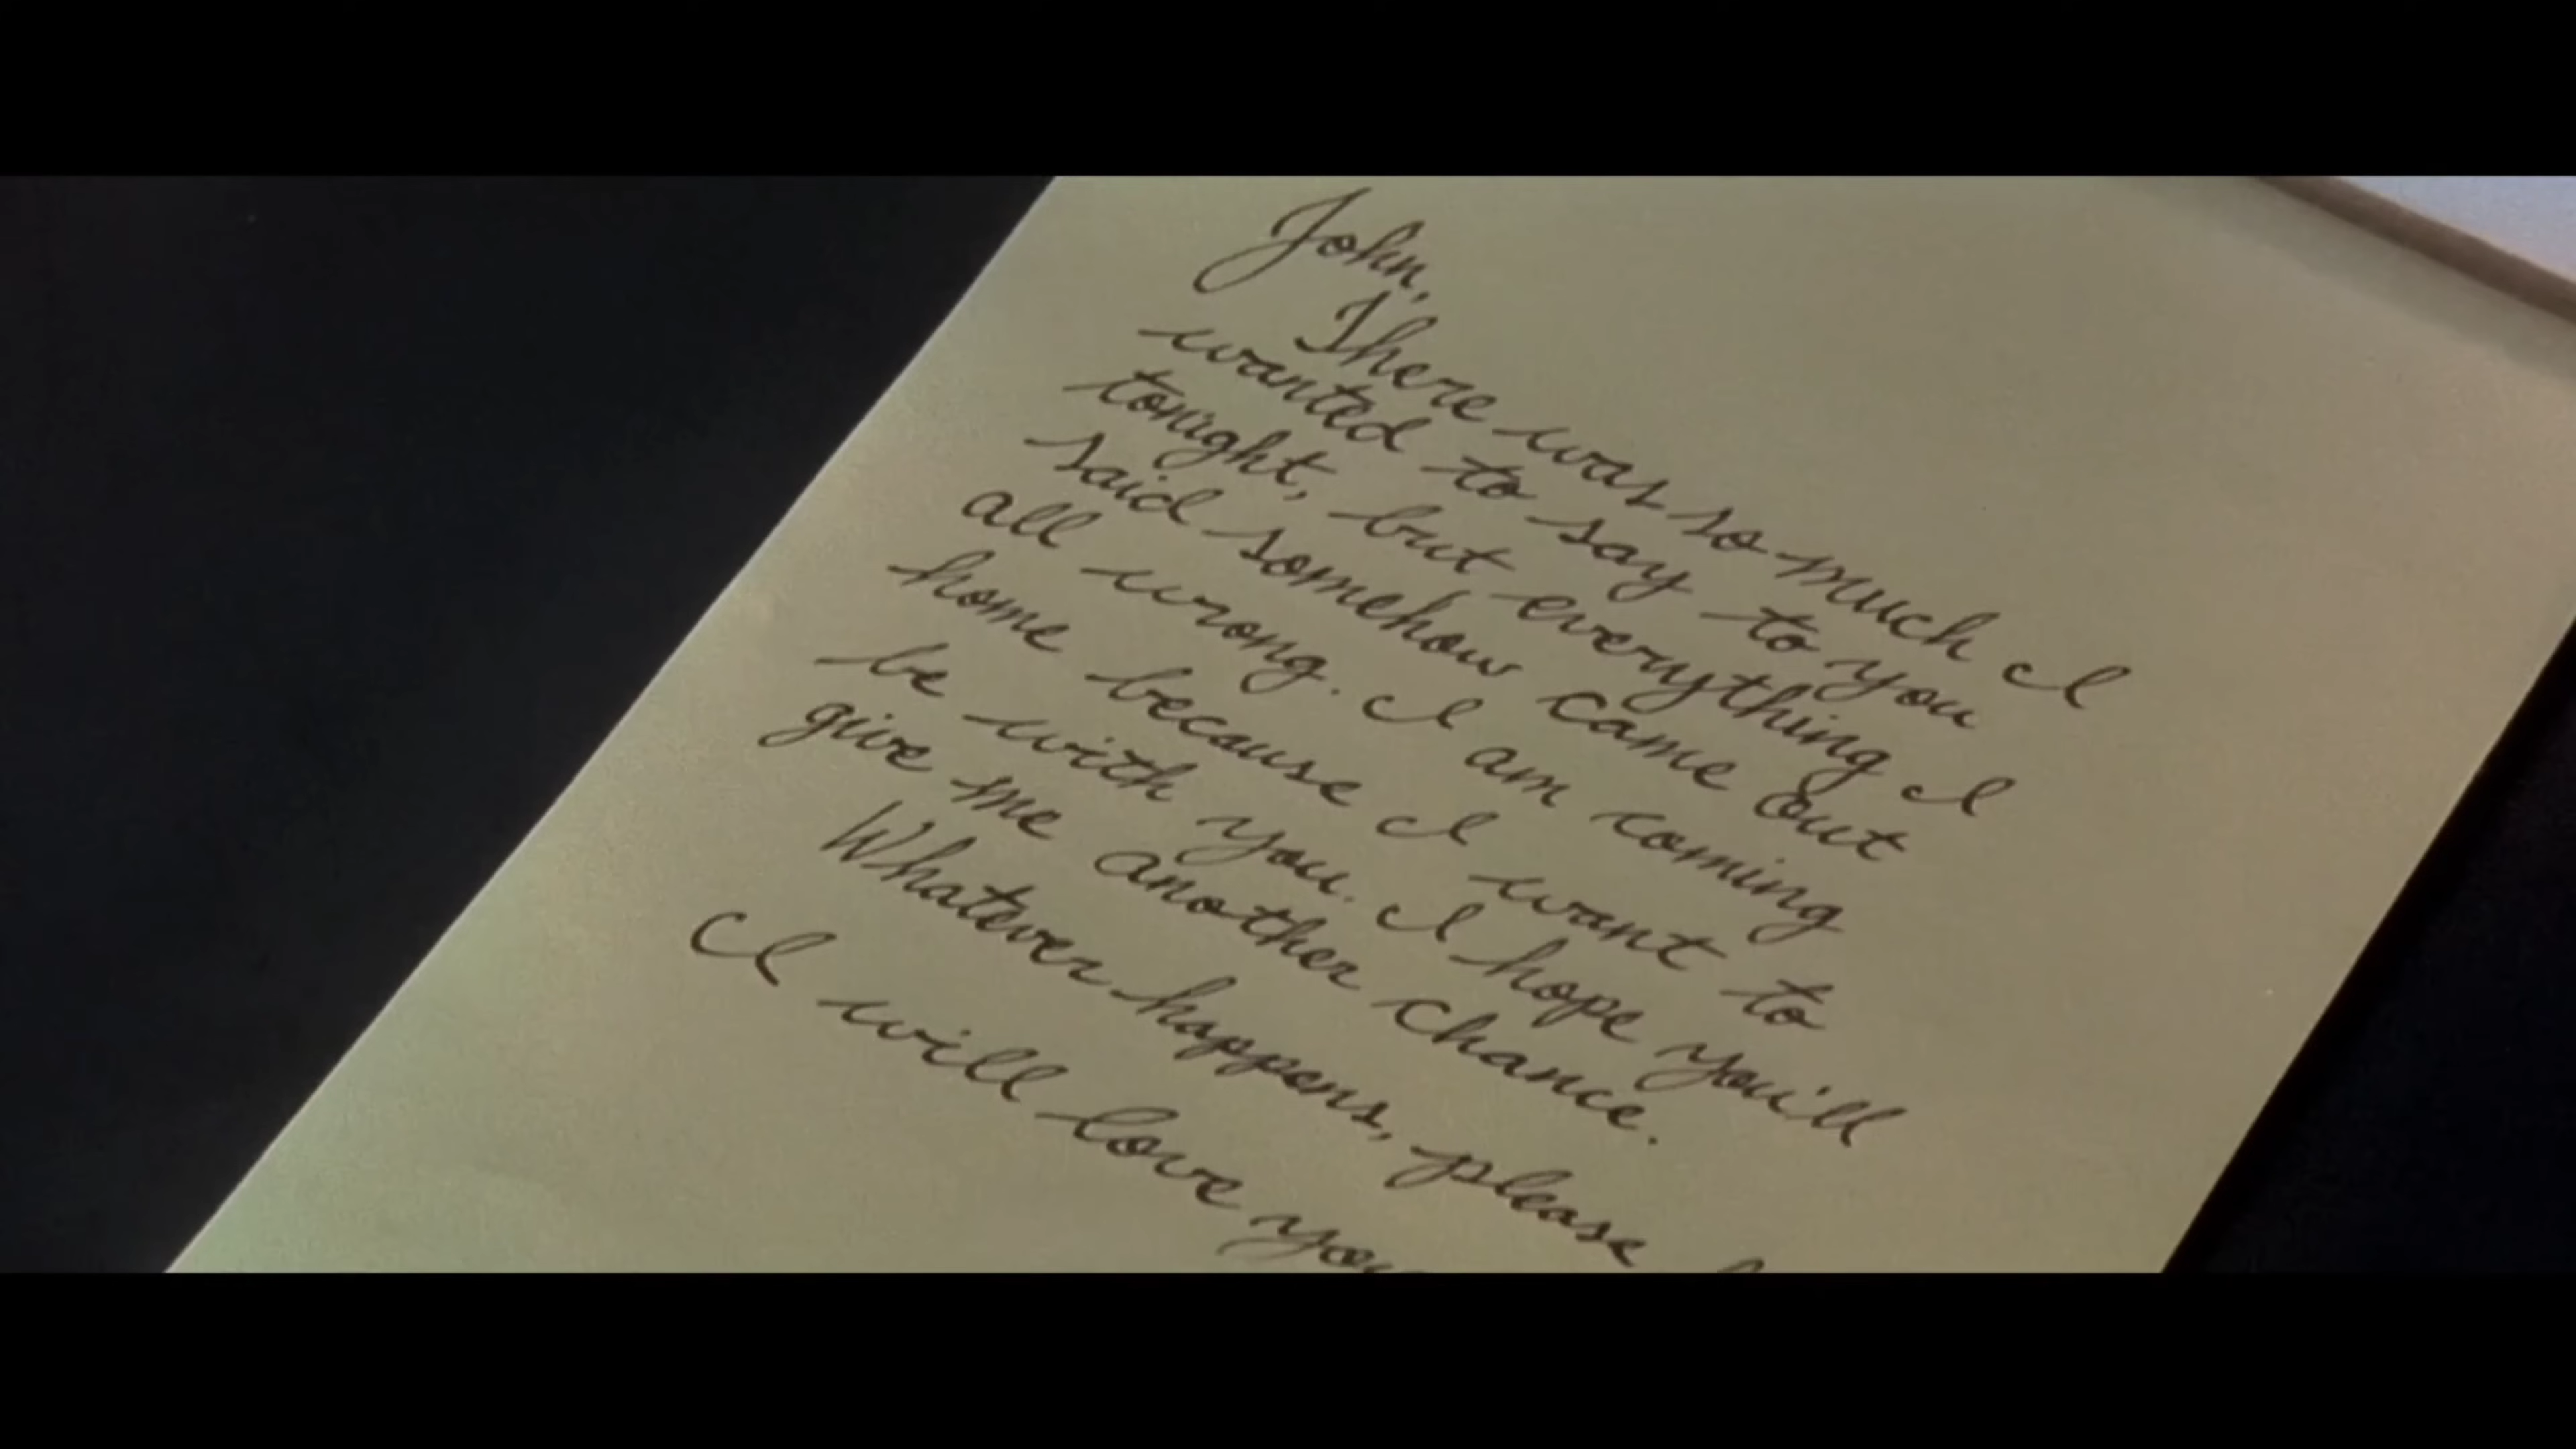 John,
There was so much I
wanted to say to you
tonight, but everything I
said somehow came out
all wrong. I am coming
home because I want to
be with you. I hope you'll
give me another chance.
Whatever happens, please
I will love you